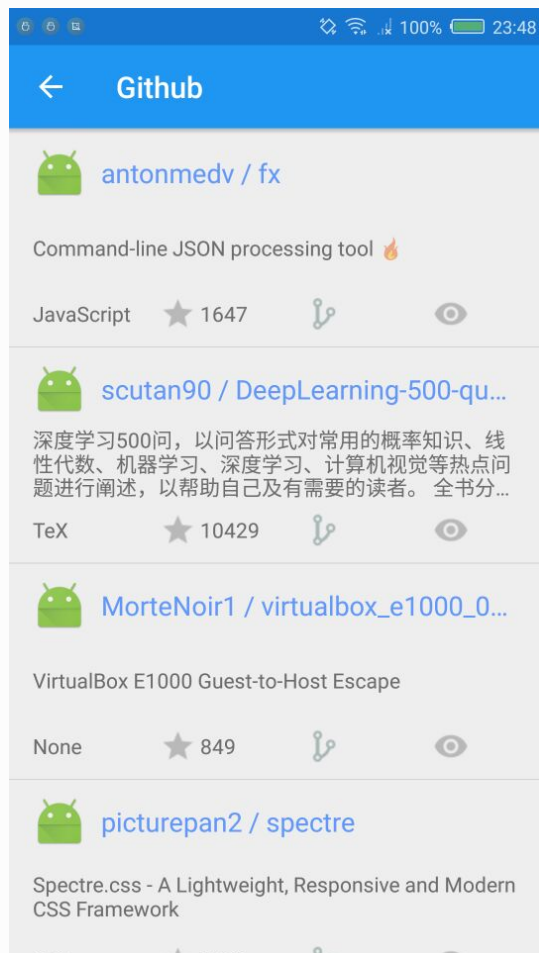 100% 23:48
Github
antonmedv / fx
Command-line JSON processing tool 🔥
JavaScript 1647
scutan90 / DeepLearning-500-qu...
深度学习500问，以问答形式对常用的概率知识、线
性代数、机器学习、深度学习、计算机视觉等热点问
题进行阐述，以帮助自己及有需要的读者。 全书分...
TeX 10429
MorteNoir1 / virtualbox_e1000_0...
VirtualBox E1000 Guest-to-Host Escape
None 849
picturepan2 / spectre
Spectre.css - A Lightweight, Responsive and Modern
CSS Framework